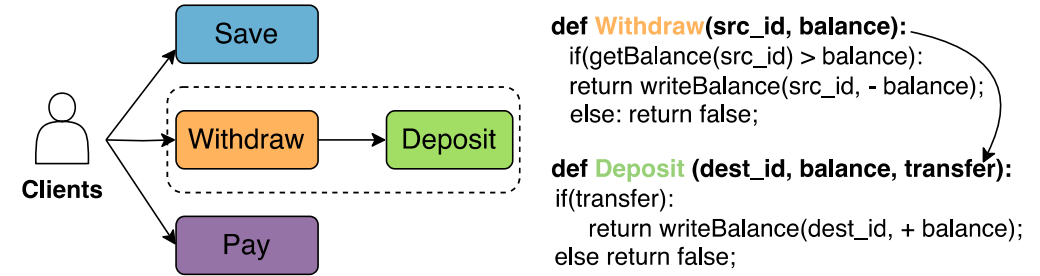 Save
Withdraw
Deposit
Clients
Pay
def Withdraw(src_id, balance):
if(getBalance(src_id) > balance):
return writeBalance(src_id, - balance);
else: return false;
def Deposit (dest_id, balance, transfer):
if(transfer):
return writeBalance(dest_id, + balance);
else return false;